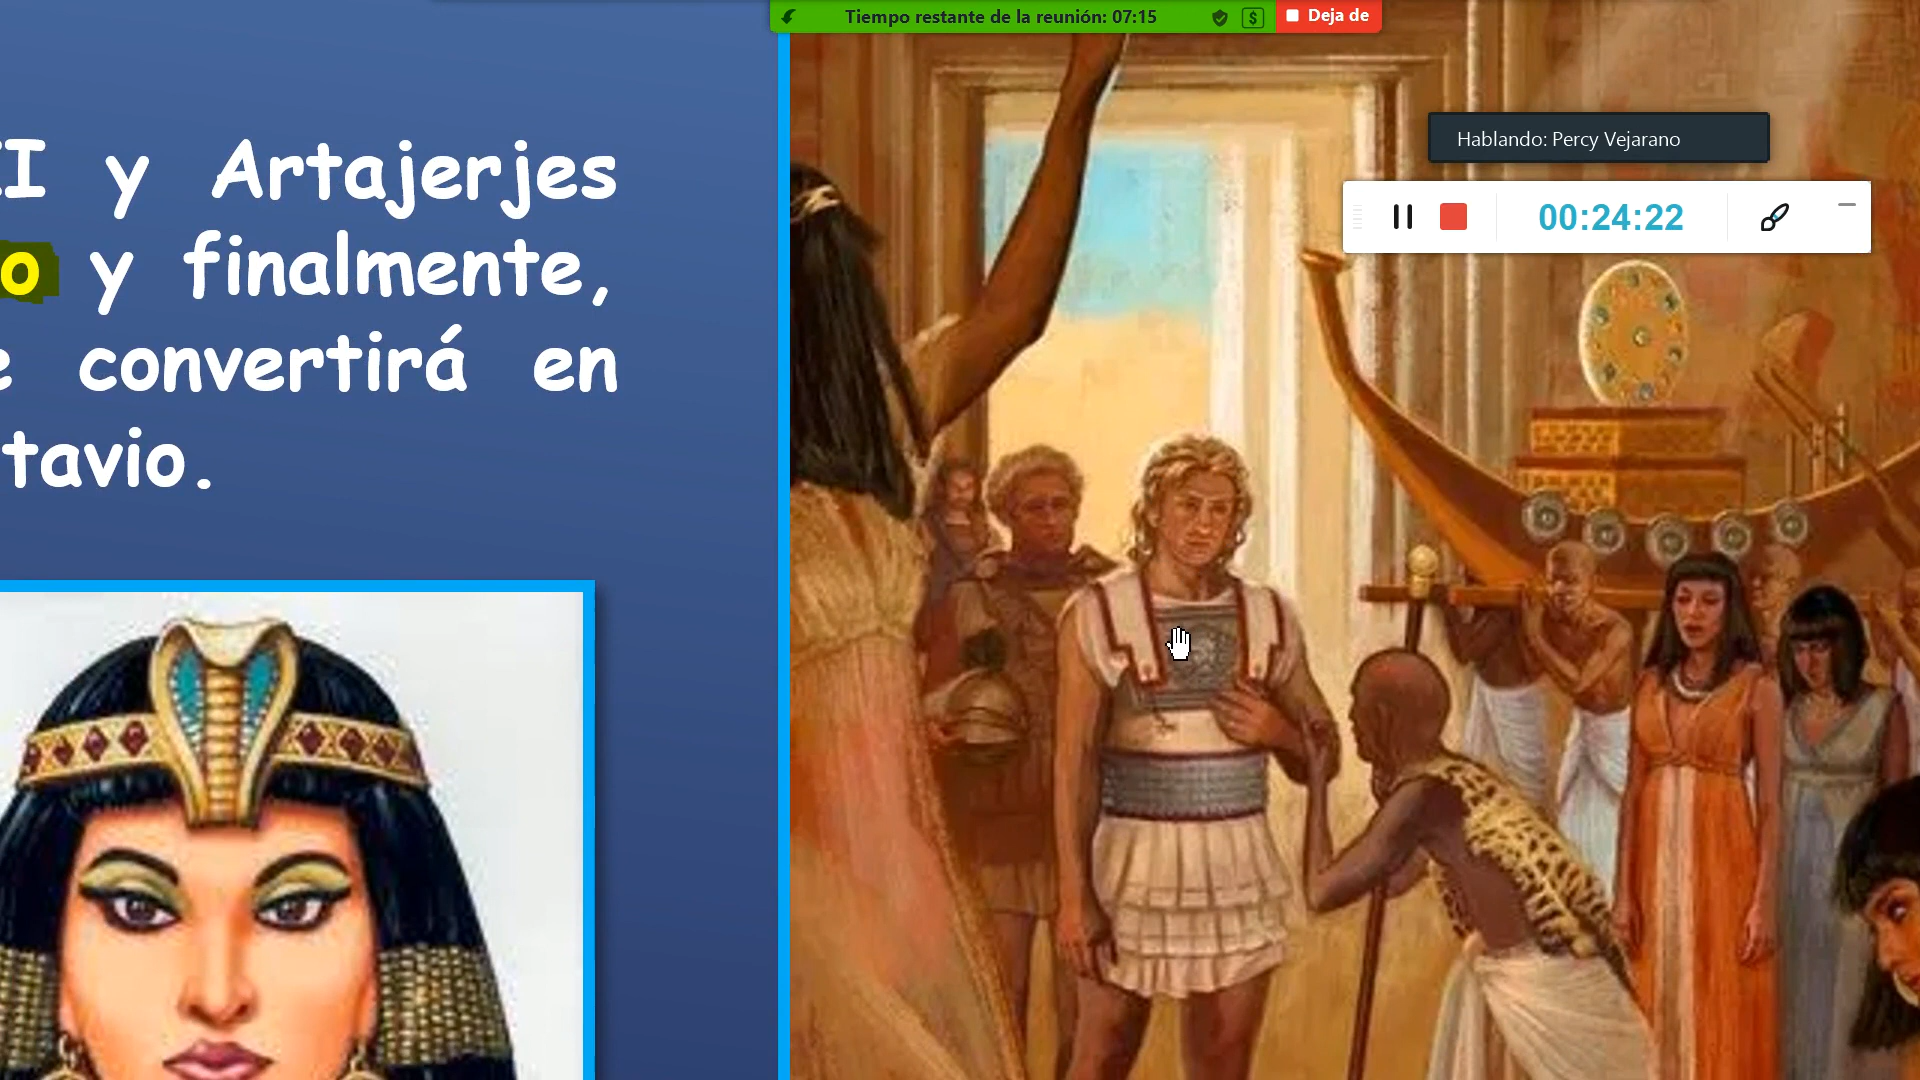 Tiempo restante de la reunión: 07:15
Deja de
Hablando: Percy Vejarano
00:24:22
II y Artajerjes
o y finalmente,
e convertirá en
tavio.